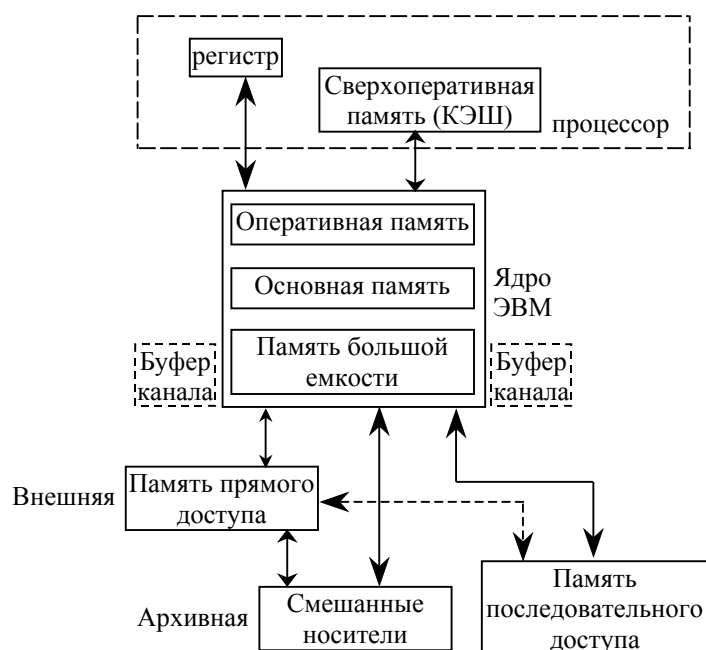 регистр
Сверхоперативная
память (КЭШ)
процессор
Оперативная память
Основная память
Ядро
ЭВМ
Память большой
емкости
Буфер
канала
Буфер
канала
Внешняя
Память прямого
доступа
Архивная
Смешанные
носители
Память
последовательного
доступа